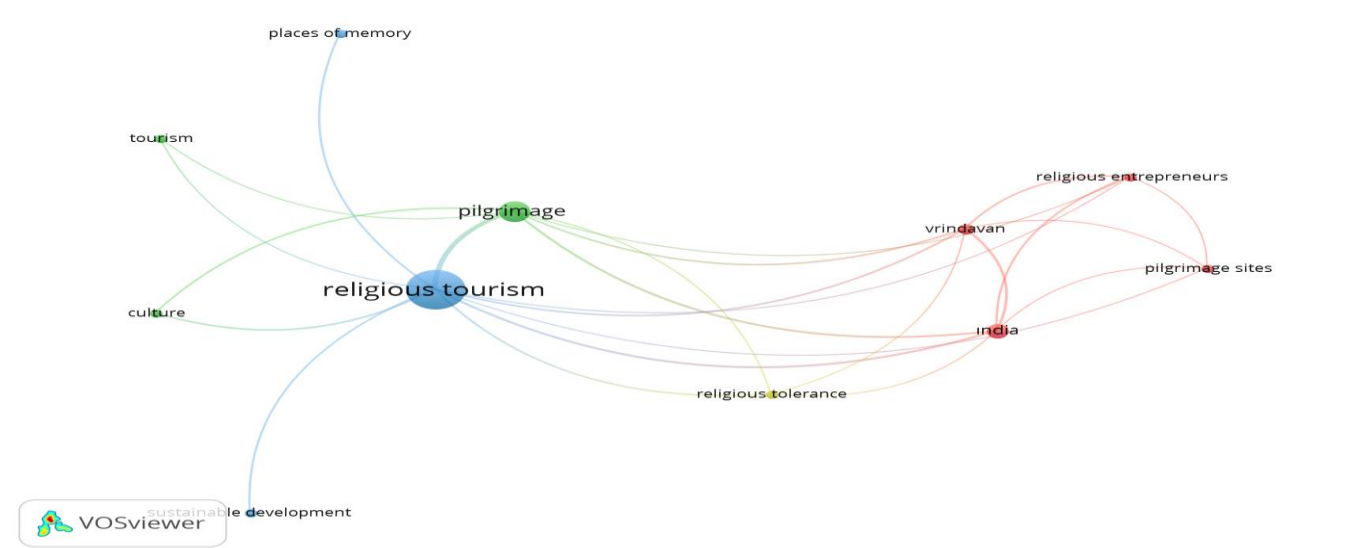 places of memory
tourism
religious entrepreneurs
pilgrimage
vrindavan
pilgrimage sites
religious tourism
culture
india
religious tolerance
sustainable development
VOSviewer